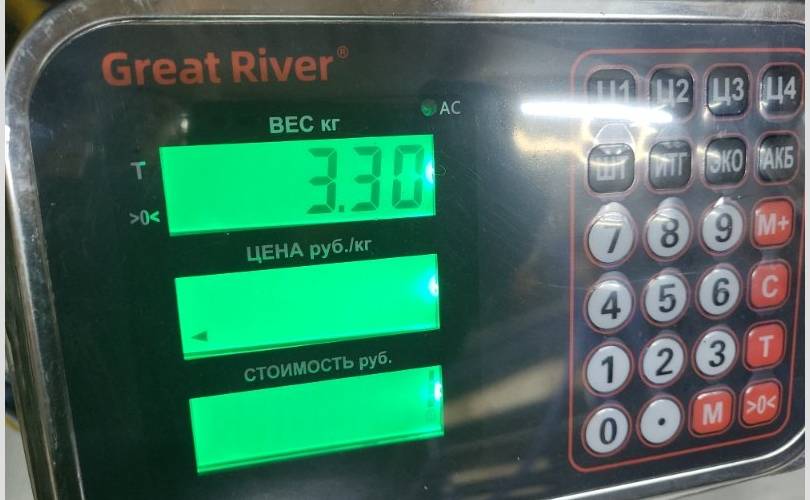 Great River®
AC
ВЕС кг
T
3.30
>0<
ЦЕНА руб./кг
СТОИМОСТЬ руб.
Ц1 Ц2 Ц3 Ц4
ШТ ИТГ ЭКО АКБ
7 8 9 M+
4 5 6 C
1 2 3 T
0 . M >0<